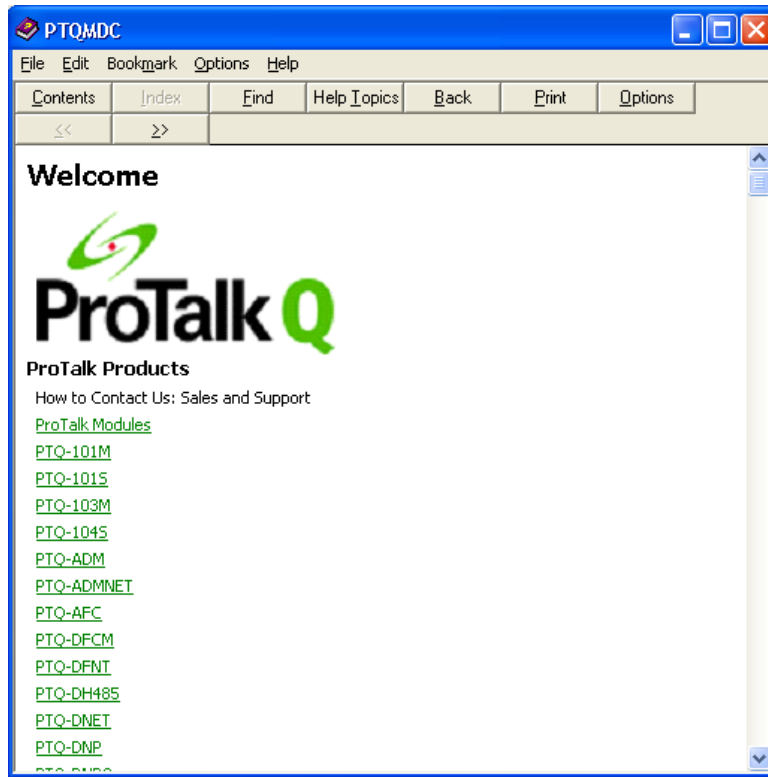 PTQMDC
File Edit Bookmark Options Help
Contents Index Find Help Topics Back Print Options
<< >>
Welcome
ProTalk Q
ProTalk Products
How to Contact Us: Sales and Support
ProTalk Modules
PTQ-101M
PTQ-101S
PTQ-103M
PTQ-104S
PTQ-ADM
PTQ-ADMNET
PTQ-AFC
PTQ-DFCM
PTQ-DFNT
PTQ-DH485
PTQ-DNET
PTQ-DNP